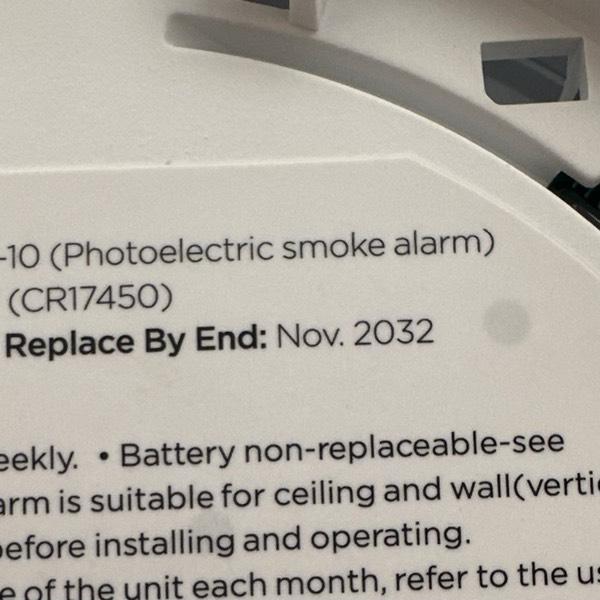 -10 (Photoelectric smoke alarm)
(CR17450)
Replace By End: Nov. 2032
eekly. • Battery non-replaceable-see
arm is suitable for ceiling and wall(vertic
before installing and operating.
e of the unit each month, refer to the us